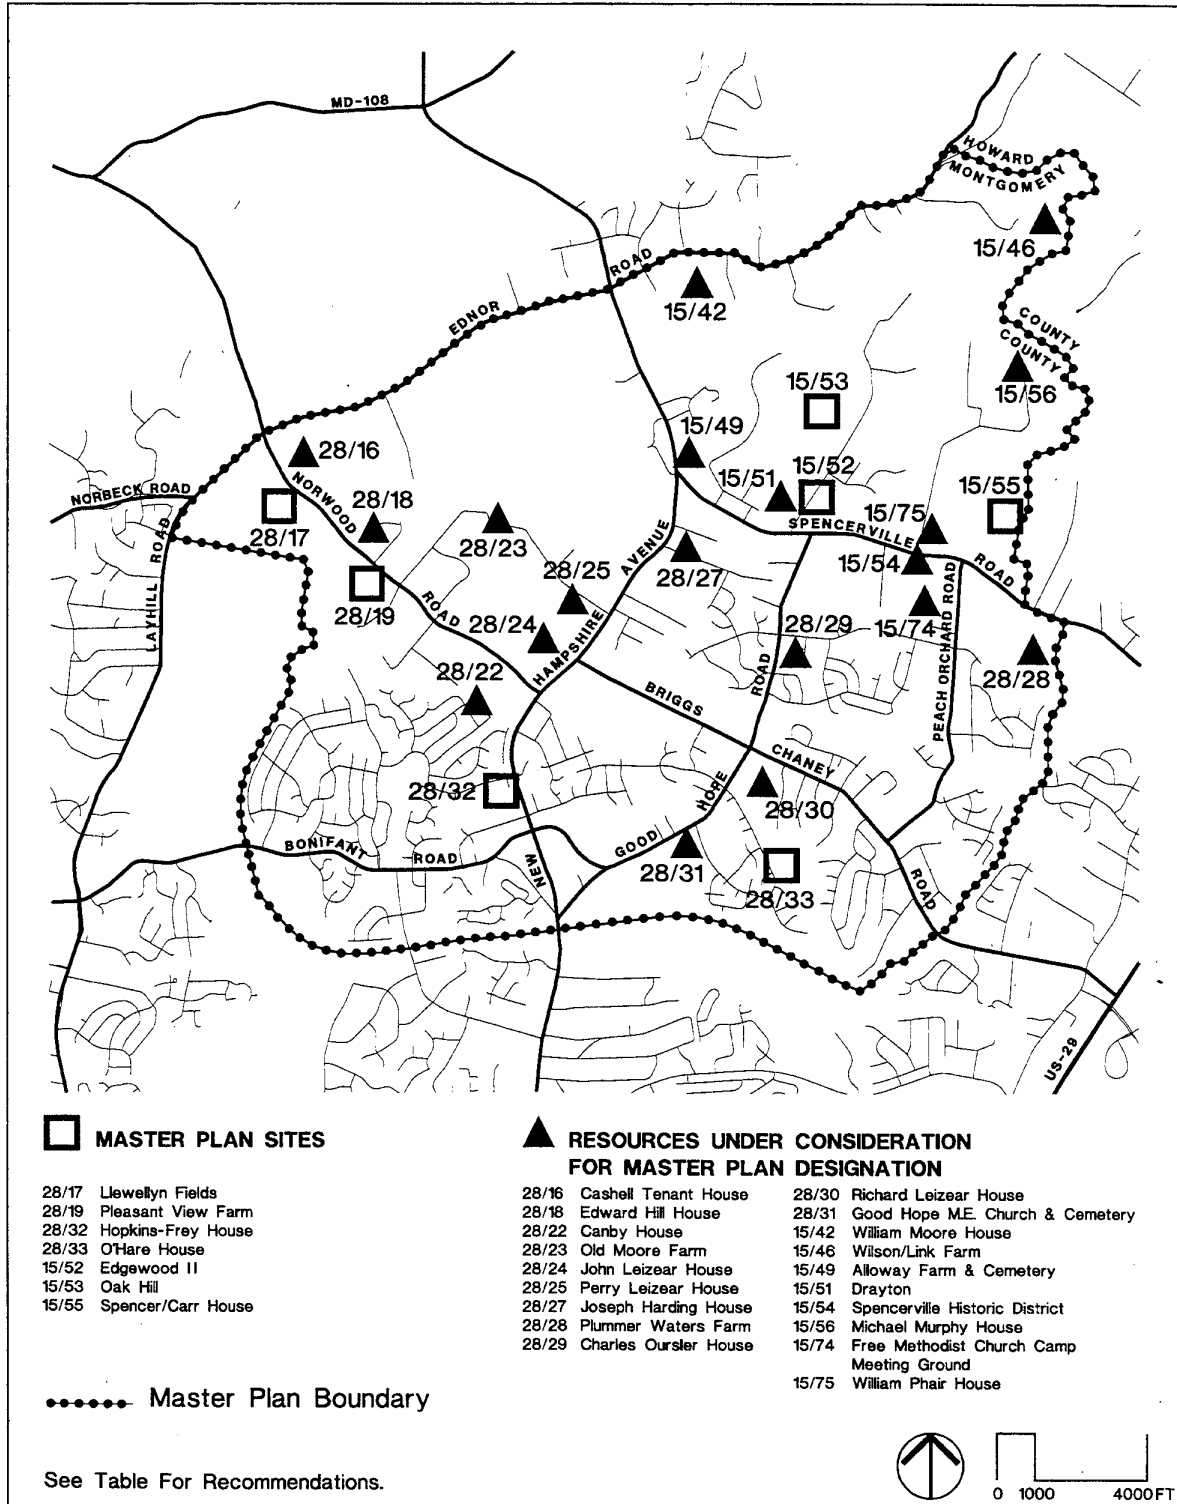 MD-108
HOWARD
MONTGOMERY
15/46
ROAD
15/42
EDNOR
COUNTY
COUNTY
15/53
15/56
15/49
28/16
15/51
15/52
NORBECK ROAD
NORWOOD
28/18
15/55
15/75
SPENCERVILLE
28/17
28/23
AVENUE
LAYHILL ROAD
28/27
15/54
ROAD
28/25
28/19
ROAD
28/24
HAMPSHIRE
28/29
15/74
PEACH ORCHARD ROAD
28/22
28/28
BRIGGS
ROAD
CHANEY
28/32
HOPE
28/30
BONIFANT
ROAD
GOOD
NEW
28/31
28/33
ROAD
US-29
MASTER PLAN SITES
28/17 Llewellyn Fields
28/19 Pleasant View Farm
28/32 Hopkins-Frey House
28/33 O'Hare House
15/52 Edgewood II
15/53 Oak Hill
15/55 Spencer/Carr House
RESOURCES UNDER CONSIDERATION
FOR MASTER PLAN DESIGNATION
28/16 Cashell Tenant House
28/18 Edward Hill House
28/22 Canby House
28/23 Old Moore Farm
28/24 John Leizear House
28/25 Perry Leizear House
28/27 Joseph Harding House
28/28 Plummer Waters Farm
28/29 Charles Oursler House
28/30 Richard Leizear House
28/31 Good Hope M.E. Church & Cemetery
15/42 William Moore House
15/46 Wilson/Link Farm
15/49 Alloway Farm & Cemetery
15/51 Drayton
15/54 Spencerville Historic District
15/56 Michael Murphy House
15/74 Free Methodist Church Camp
Meeting Ground
15/75 William Phair House
Master Plan Boundary
See Table For Recommendations.
0 1000 4000 FT